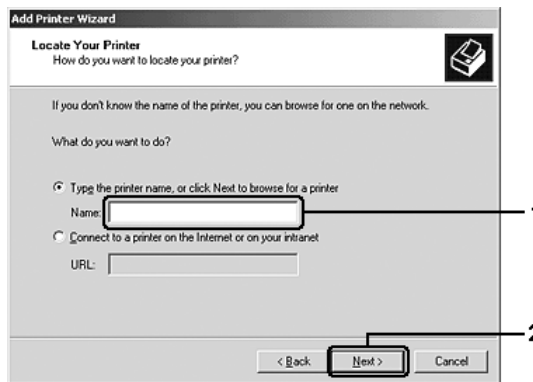 Add Printer Wizard
Locate Your Printer
How do you want to locate your printer?
If you don't know the name of the printer, you can browse for one on the network.
What do you want to do?
Type the printer name, or click Next to browse for a printer
Name:
1
Connect to a printer on the Internet or on your intranet
URL:
2
< Back Next > Cancel